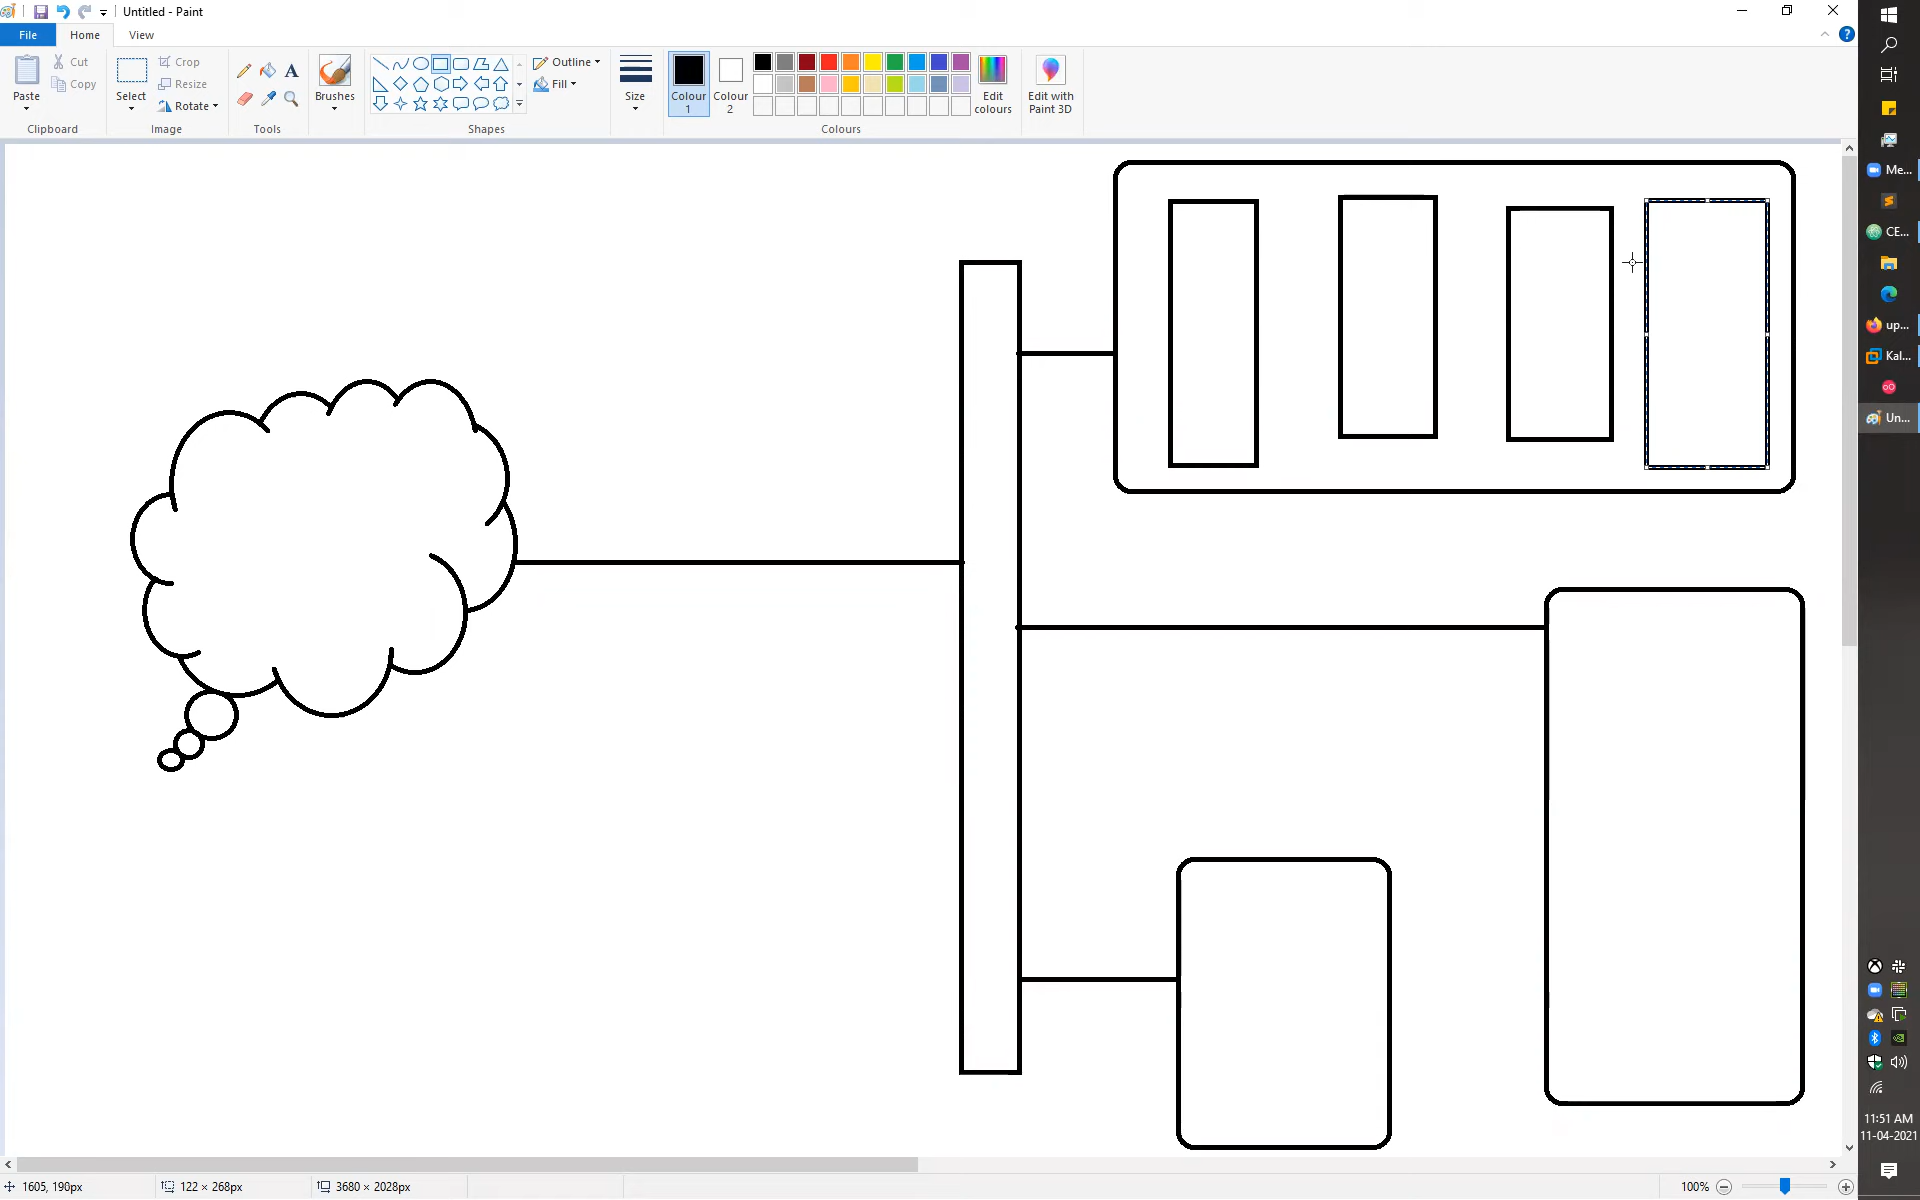 Untitled - Paint
File Home View
Paste
Cut
Copy
Clipboard
Select
Crop
Resize
Rotate
Image
A
Tools
Brushes
Shapes
Outline
Fill
Size
Colour 1
Colour 2
Edit colours
Colours
Edit with Paint 3D
Me...
CE...
up...
Kal...
Un...
11:51 AM
11-04-2021
1605, 190px
122 × 268px
3680 × 2028px
100%